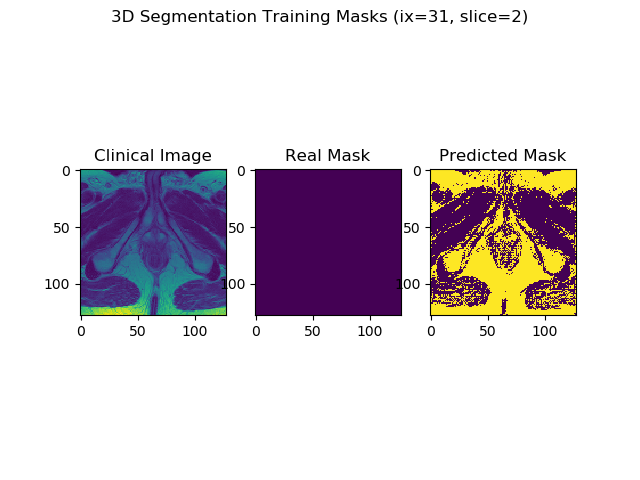 3D Segmentation Training Masks (ix=31, slice=2)
Clinical Image Real Mask Predicted Mask
0 0 0
50 50 50
100 100 100
0 50 100 0 50 100 0 50 100